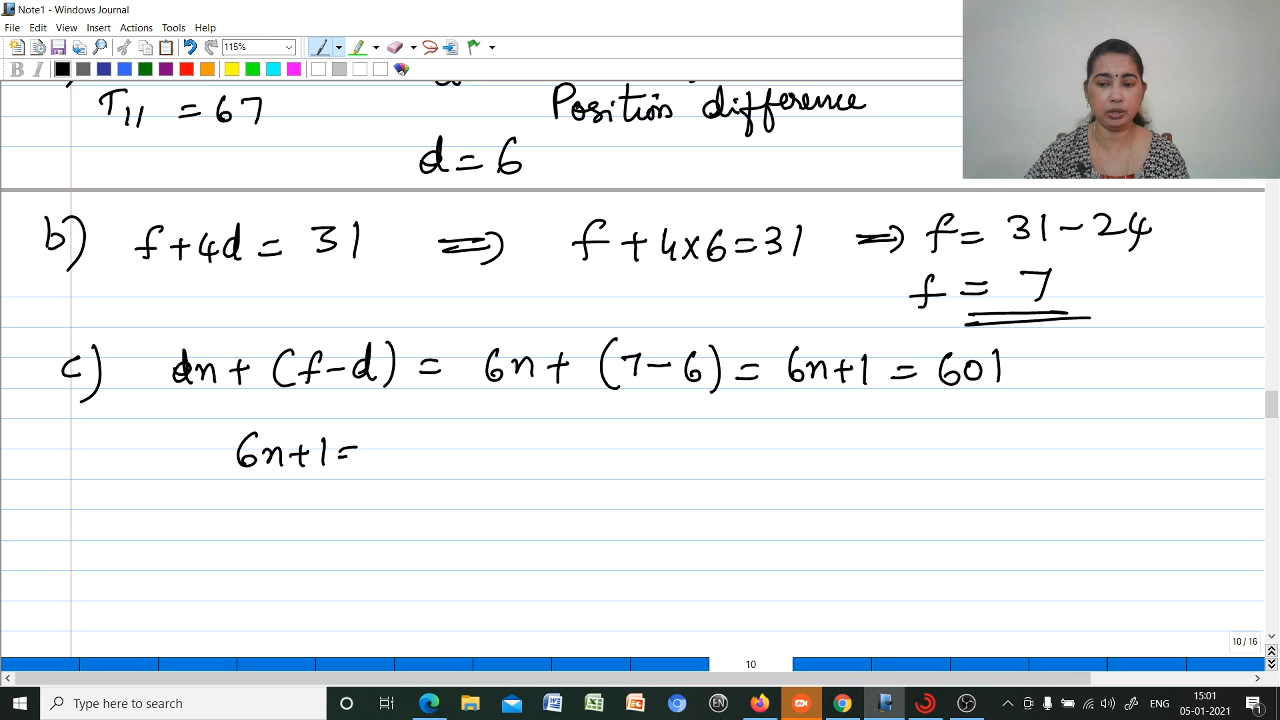 Note1 - Windows Journal
File Edit View Insert Actions Tools Help
115%
B I
T11 = 67
Position difference
d = 6
b) f + 4d = 31 ⇒ f + 4×6 = 31 ⇒ f = 31 - 24
f = 7
c) dn + (f - d) = 6n + (7 - 6) = 6n+1 = 601
6n+1 =
10 / 16
10
Type here to search
EN
ENG
15:01
05-01-2021